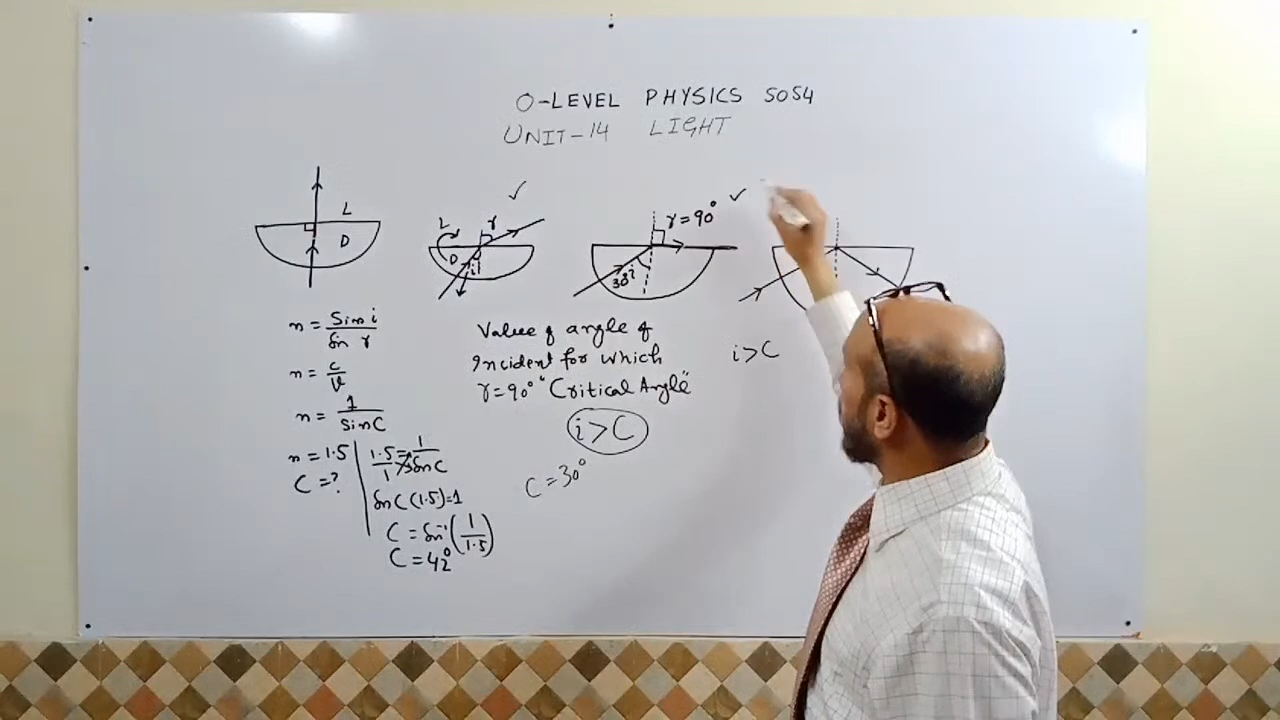 O-LEVEL PHYSICS 5054
UNIT-14 LIGHT
L
D
L
r
D
i
r=90°
30° i
n = Sin i / Sin r
n = c / v
n = 1 / SinC
n = 1.5
C = ?
1.5/1 = 1/SinC
SinC (1.5) = 1
C = Sin⁻¹ (1/1.5)
C = 42°
Value of angle of
Incident for which
r=90° "Critical Angle"
i>C
C = 30°
i>C